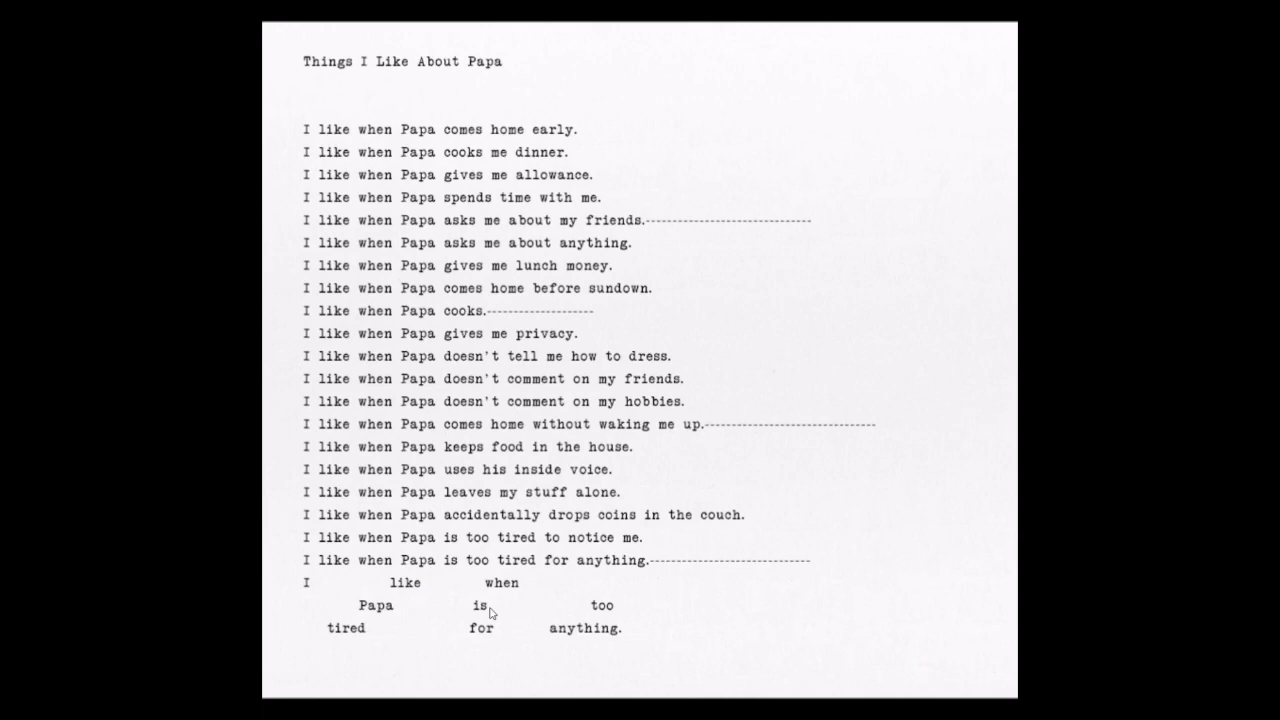 Things I Like About Papa
I like when Papa comes home early.
I like when Papa cooks me dinner.
I like when Papa gives me allowance.
I like when Papa spends time with me.
I like when Papa asks me about my friends.------------------------------
I like when Papa asks me about anything.
I like when Papa gives me lunch money.
I like when Papa comes home before sundown.
I like when Papa cooks.-------------------
I like when Papa gives me privacy.
I like when Papa doesn't tell me how to dress.
I like when Papa doesn't comment on my friends.
I like when Papa doesn't comment on my hobbies.
I like when Papa comes home without waking me up.-------------------------------
I like when Papa keeps food in the house.
I like when Papa uses his inside voice.
I like when Papa leaves my stuff alone.
I like when Papa accidentally drops coins in the couch.
I like when Papa is too tired to notice me.
I like when Papa is too tired for anything.-----------------------------
I like when
Papa is too
tired for anything.